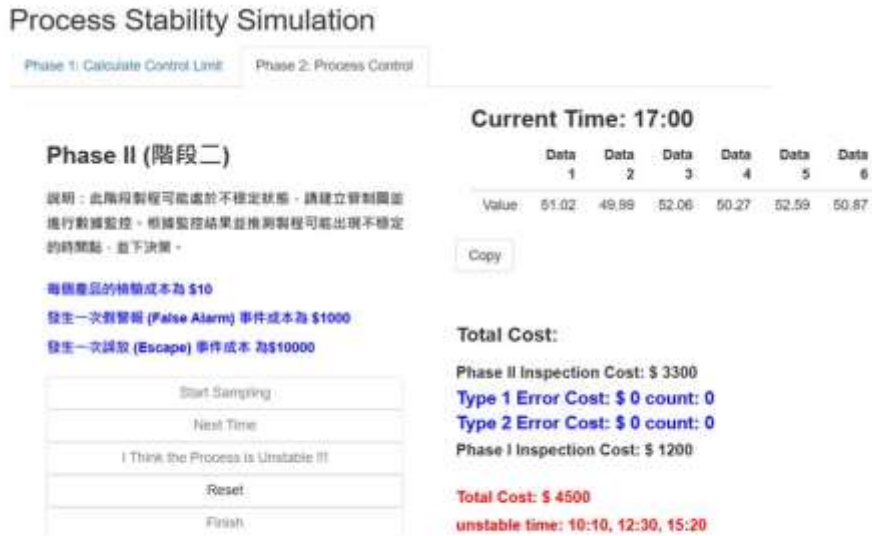 Process Stability Simulation
Phase 1: Calculate Control Limit
Phase 2: Process Control
Phase II (階段二)
說明：此階段製程可能處於不穩定狀態，請建立管制圖並
進行數據監控。根據監控結果並推測製程可能出現不穩定
的時間點，並下決策。
每個產品的檢驗成本為 $10
發生一次假警報 (False Alarm) 事件成本為 $1000
發生一次誤放 (Escape) 事件成本 為$10000
Start Sampling
Next Time
I Think the Process is Unstable !!!
Reset
Finish
Current Time: 17:00
Data 1 Data 2 Data 3 Data 4 Data 5 Data 6
Value 51.02 49.99 52.06 50.27 52.59 50.87
Copy
Total Cost:
Phase II Inspection Cost: $ 3300
Type 1 Error Cost: $ 0 count: 0
Type 2 Error Cost: $ 0 count: 0
Phase I Inspection Cost: $ 1200
Total Cost: $ 4500
unstable time: 10:10, 12:30, 15:20